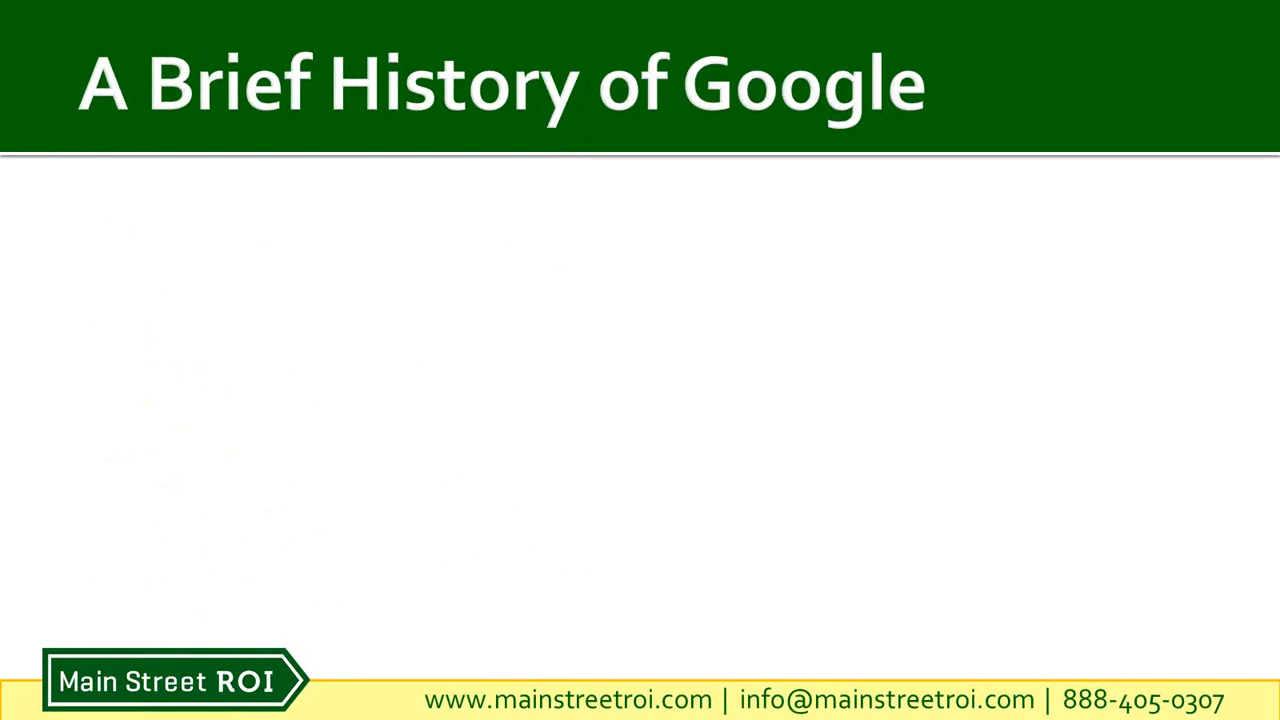 A Brief History of Google
Main Street ROI
www.mainstreetroi.com | info@mainstreetroi.com | 888-405-0307